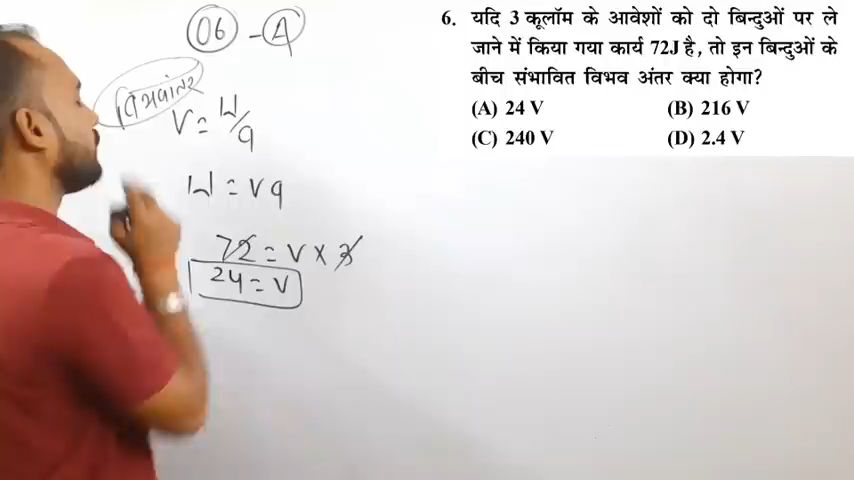 06 - A
विभवांतर
V = W/q
W = Vq
72 = V × 3
24 = V
6. यदि 3 कूलॉम के आवेशों को दो बिन्दुओं पर ले
जाने में किया गया कार्य 72J है, तो इन बिन्दुओं के
बीच संभावित विभव अंतर क्या होगा?
(A) 24 V (B) 216 V
(C) 240 V (D) 2.4 V